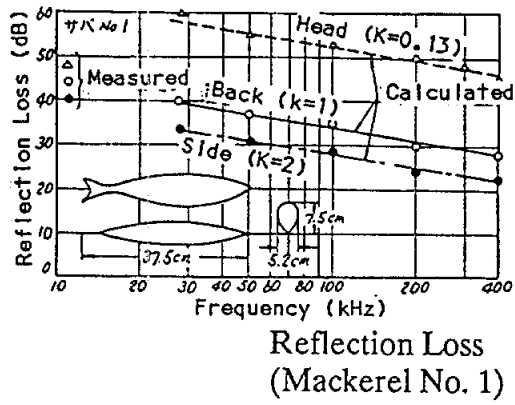 Reflection Loss (dB)
60
50
40
30
20
10
0
サバ No 1
Measured
Head (K=0.13)
Back (k=1)
Calculated
Side (K=2)
7.5cm
37.5cm
5.2cm
10 20 30 40 50 60 80 100 200 300 400
Frequency (kHz)
Reflection Loss
(Mackerel No. 1)